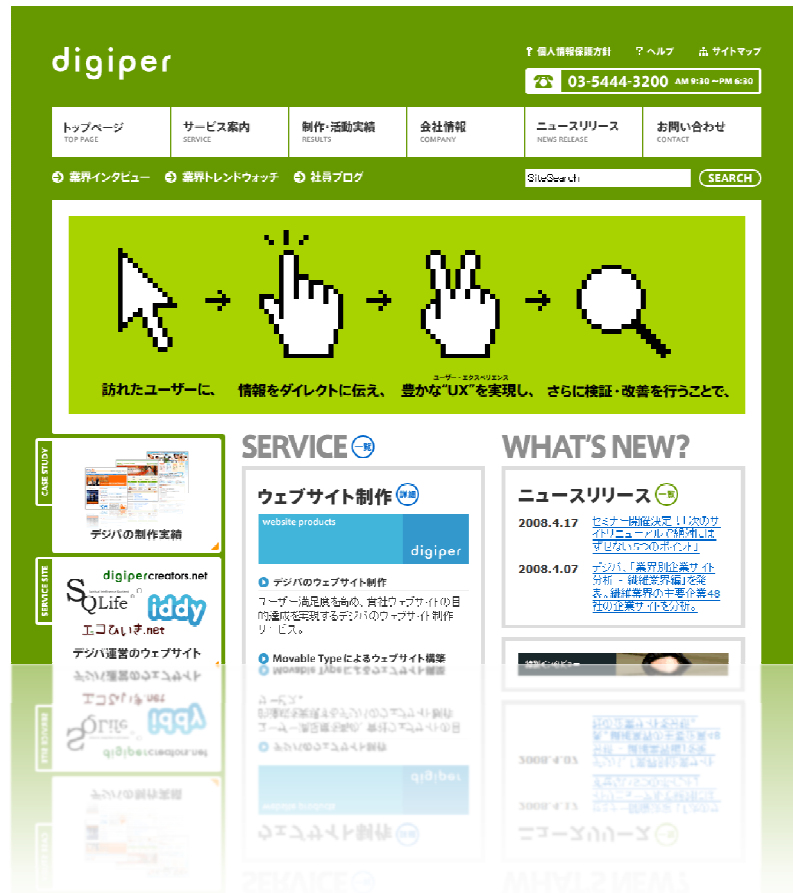 digiper
個人情報保護方針
ヘルプ
サイトマップ
03-5444-3200 AM 9:30 ~PM 6:30
トップページ
TOP PAGE
サービス案内
SERVICE
制作・活動実績
RESULTS
会社情報
COMPANY
ニュースリリース
NEWS RELEASE
お問い合わせ
CONTACT
業界インタビュー
業界トレンドウォッチ
社員ブログ
SiteSearch
SEARCH
ユーザー・エクスペリエンス
訪れたユーザーに、 情報をダイレクトに伝え、 豊かな“UX”を実現し、 さらに検証・改善を行うことで、
CASE STUDY
デジパの制作実績
SERVICE SITE
digipercreators.net
SQLife
iddy
エコひいき.net
デジパ運営のウェブサイト
SERVICE 一覧
ウェブサイト制作 詳細
website products
digiper
デジパのウェブサイト制作
ユーザー満足度を高め、貴社ウェブサイトの目
的達成を実現するデジパのウェブサイト制作
サービス。
Movable Typeによるウェブサイト構築
WHAT'S NEW?
ニュースリリース 一覧
2008.4.17
セミナー開催決定「『次のサ
イトリニューアルで絶対には
ずせない5つのポイント』
2008.4.07
デジパ、「業界別企業サイト
分析 - 繊維業界編」を発
表。繊維業界の主要企業48
社の企業サイトを分析。
特別インタビュー